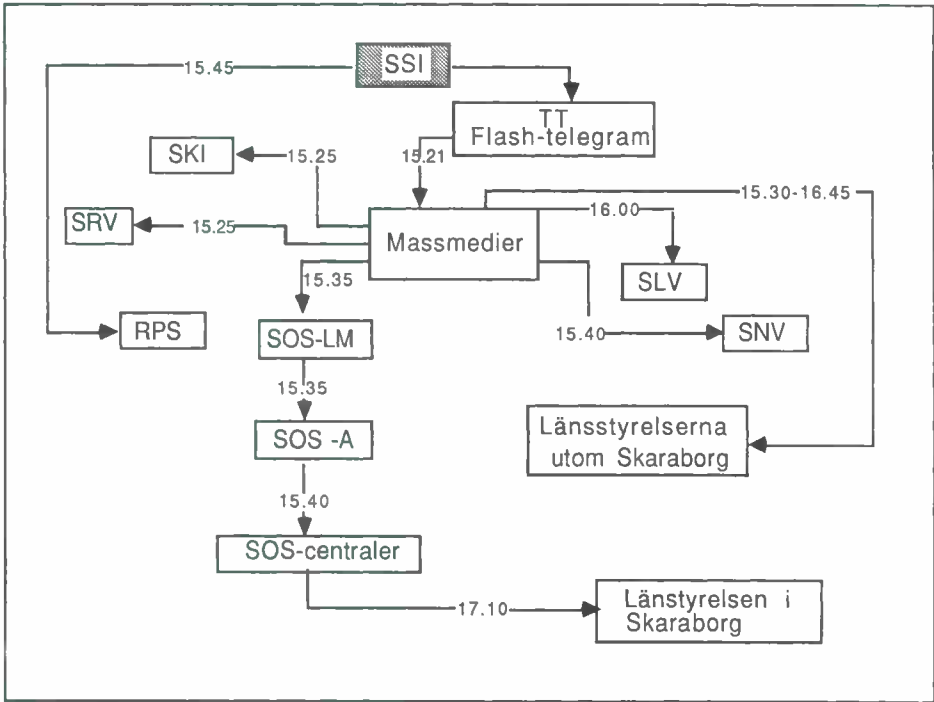 SSI
15.45
TT
Flash-telegram
SKI
15.25
15.21
15.30-16.45
SRV
15.25
Massmedier
16.00
SLV
15.35
RPS
SOS-LM
15.40
SNV
15.35
SOS -A
Länsstyrelserna
utom Skaraborg
15.40
SOS-centraler
17.10
Länstyrelsen i
Skaraborg